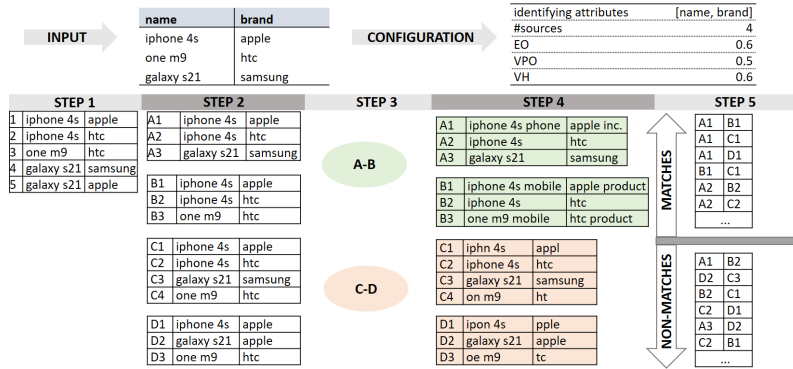 INPUT
name brand
iphone 4s apple
one m9 htc
galaxy s21 samsung
CONFIGURATION
identifying attributes [name, brand]
#sources 4
EO 0.6
VPO 0.5
VH 0.6
STEP 1
1 iphone 4s apple
2 iphone 4s htc
3 one m9 htc
4 galaxy s21 samsung
5 galaxy s21 apple
STEP 2
A1 iphone 4s apple
A2 iphone 4s htc
A3 galaxy s21 samsung
B1 iphone 4s apple
B2 iphone 4s htc
B3 one m9 htc
C1 iphone 4s apple
C2 iphone 4s htc
C3 galaxy s21 samsung
C4 one m9 htc
D1 iphone 4s apple
D2 galaxy s21 apple
D3 one m9 htc
STEP 3
A-B
C-D
STEP 4
A1 iphone 4s phone apple inc.
A2 iphone 4s htc
A3 galaxy s21 samsung
B1 iphone 4s mobile apple product
B2 iphone 4s htc
B3 one m9 mobile htc product
C1 iphn 4s appl
C2 iphone 4s htc
C3 galaxy s21 samsung
C4 on m9 ht
D1 ipon 4s pple
D2 galaxy s21 apple
D3 oe m9 tc
STEP 5
MATCHES
A1 B1
A1 C1
A1 D1
B1 C1
A2 B2
A2 C2
...
NON-MATCHES
A1 B2
D2 C3
B2 C1
C2 D1
A3 D2
C2 B1
...